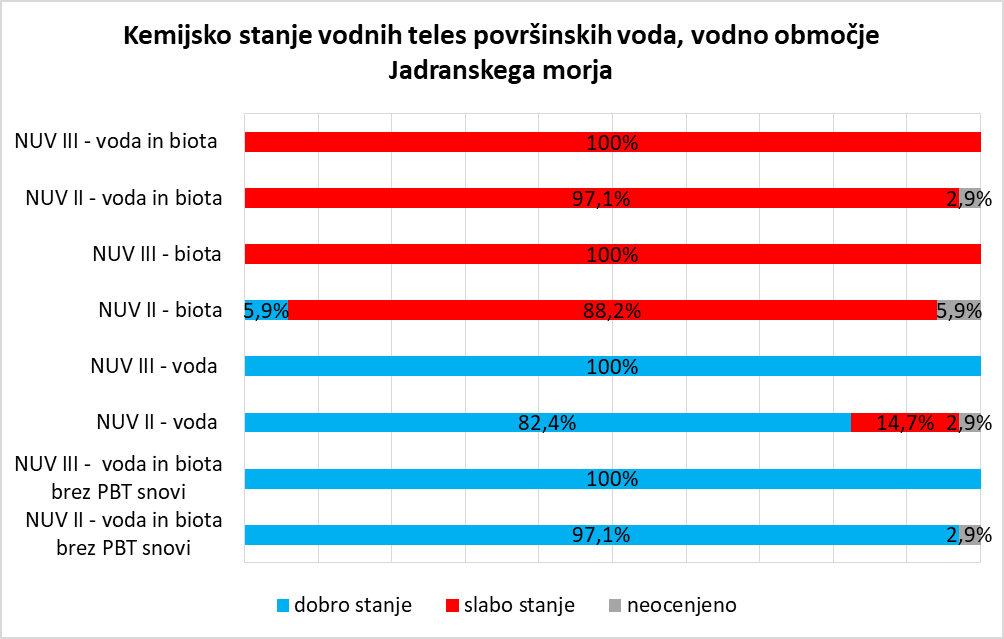 Kemijsko stanje vodnih teles površinskih voda, vodno območje
Jadranskega morja
NUV III - voda in biota
100%
NUV II - voda in biota
97,1%
2,9%
NUV III - biota
100%
NUV II - biota
5,9%
88,2%
5,9%
NUV III - voda
100%
NUV II - voda
82,4%
14,7%
2,9%
NUV III -  voda in biota
brez PBT snovi
100%
NUV II - voda in biota
brez PBT snovi
97,1%
2,9%
dobro stanje
slabo stanje
neocenjeno